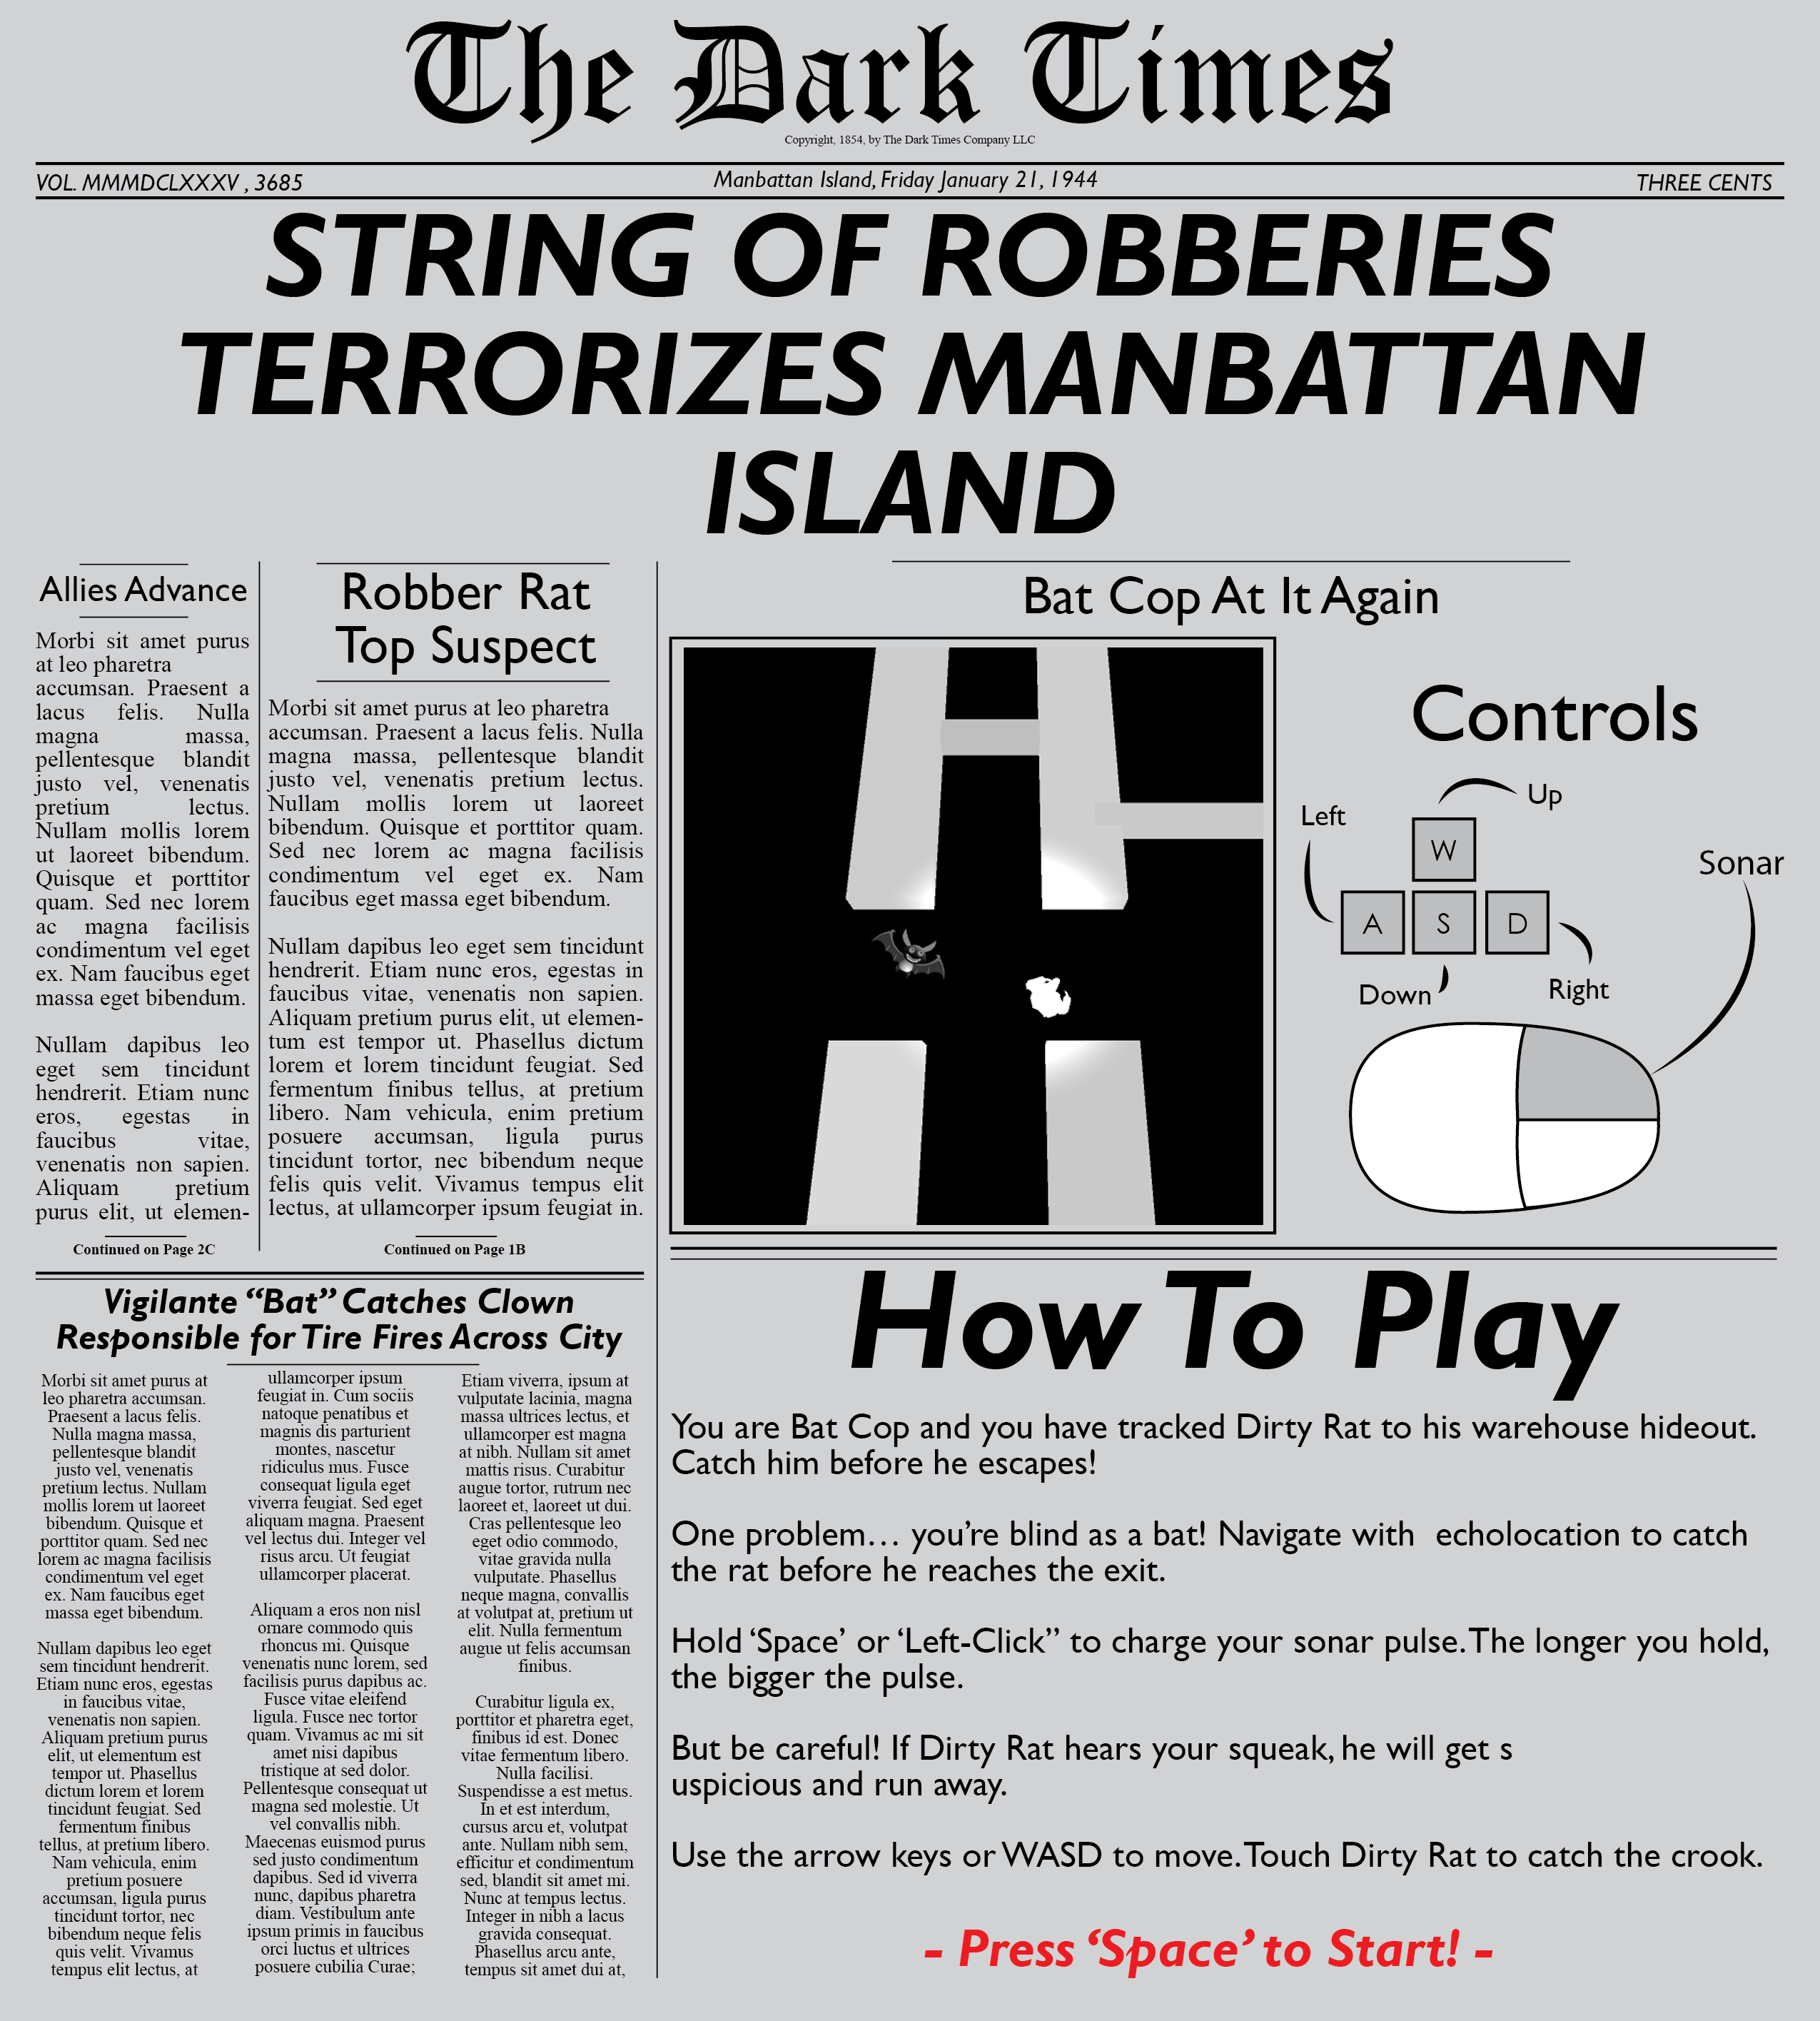 The Dark Times
Copyright, 1854, by The Dark Times Company LLC
VOL. MMMDCLXXXV , 3685
Manbattan Island, Friday January 21, 1944
THREE CENTS
STRING OF ROBBERIES
TERRORIZES MANBATTAN
ISLAND
Allies Advance
Morbi sit amet purus
at leo pharetra
accumsan. Praesent a
lacus felis. Nulla
magna massa,
pellentesque blandit
justo vel, venenatis
pretium lectus.
Nullam mollis lorem
ut laoreet bibendum.
Quisque et porttitor
quam. Sed nec lorem
ac magna facilisis
condimentum vel eget
ex. Nam faucibus eget
massa eget bibendum.
Nullam dapibus leo
eget sem tincidunt
hendrerit. Etiam nunc
eros, egestas in
faucibus vitae,
venenatis non sapien.
Aliquam pretium
purus elit, ut elemen-
Continued on Page 2C
Robber Rat
Top Suspect
Morbi sit amet purus at leo pharetra
accumsan. Praesent a lacus felis. Nulla
magna massa, pellentesque blandit
justo vel, venenatis pretium lectus.
Nullam mollis lorem ut laoreet
bibendum. Quisque et porttitor quam.
Sed nec lorem ac magna facilisis
condimentum vel eget ex. Nam
faucibus eget massa eget bibendum.
Nullam dapibus leo eget sem tincidunt
hendrerit. Etiam nunc eros, egestas in
faucibus vitae, venenatis non sapien.
Aliquam pretium purus elit, ut elemen-
tum est tempor ut. Phasellus dictum
lorem et lorem tincidunt feugiat. Sed
fermentum finibus tellus, at pretium
libero. Nam vehicula, enim pretium
posuere accumsan, ligula purus
tincidunt tortor, nec bibendum neque
felis quis velit. Vivamus tempus elit
lectus, at ullamcorper ipsum feugiat in.
Continued on Page 1B
Vigilante “Bat” Catches Clown
Responsible for Tire Fires Across City
Morbi sit amet purus at
leo pharetra accumsan.
Praesent a lacus felis.
Nulla magna massa,
pellentesque blandit
justo vel, venenatis
pretium lectus. Nullam
mollis lorem ut laoreet
bibendum. Quisque et
porttitor quam. Sed nec
lorem ac magna facilisis
condimentum vel eget
ex. Nam faucibus eget
massa eget bibendum.
Nullam dapibus leo eget
sem tincidunt hendrerit.
Etiam nunc eros, egestas
in faucibus vitae,
venenatis non sapien.
Aliquam pretium purus
elit, ut elementum est
tempor ut. Phasellus
dictum lorem et lorem
tincidunt feugiat. Sed
fermentum finibus
tellus, at pretium libero.
Nam vehicula, enim
pretium posuere
accumsan, ligula purus
tincidunt tortor, nec
bibendum neque felis
quis velit. Vivamus
tempus elit lectus, at
ullamcorper ipsum
feugiat in. Cum sociis
natoque penatibus et
magnis dis parturient
montes, nascetur
ridiculus mus. Fusce
consequat ligula eget
viverra feugiat. Sed eget
aliquam magna. Praesent
vel lectus dui. Integer vel
risus arcu. Ut feugiat
ullamcorper placerat.
Aliquam a eros non nisl
ornare commodo quis
rhoncus mi. Quisque
venenatis nunc lorem, sed
facilisis purus dapibus ac.
Fusce vitae eleifend
ligula. Fusce nec tortor
quam. Vivamus ac mi sit
amet nisi dapibus
tristique at sed dolor.
Pellentesque consequat ut
magna sed molestie. Ut
vel convallis nibh.
Maecenas euismod purus
sed justo condimentum
dapibus. Sed id viverra
nunc, dapibus pharetra
diam. Vestibulum ante
ipsum primis in faucibus
orci luctus et ultrices
posuere cubilia Curae;
Etiam viverra, ipsum at
vulputate lacinia, magna
massa ultrices lectus, et
ullamcorper est magna
at nibh. Nullam sit amet
mattis risus. Curabitur
augue tortor, rutrum nec
laoreet et, laoreet ut dui.
Cras pellentesque leo
eget odio commodo,
vitae gravida nulla
vulputate. Phasellus
neque magna, convallis
at volutpat at, pretium ut
elit. Nulla fermentum
augue ut felis accumsan
finibus.
Curabitur ligula ex,
porttitor et pharetra eget,
finibus id est. Donec
vitae fermentum libero.
Nulla facilisi.
Suspendisse a est metus.
In et est interdum,
cursus arcu et, volutpat
ante. Nullam nibh sem,
efficitur et condimentum
sed, blandit sit amet mi.
Nunc at tempus lectus.
Integer in nibh a lacus
gravida consequat.
Phasellus arcu ante,
tempus sit amet dui at,
Bat Cop At It Again
Controls
Up
Left
W
Sonar
A
S
D
Down
Right
How To Play
You are Bat Cop and you have tracked Dirty Rat to his warehouse hideout.
Catch him before he escapes!
One problem… you’re blind as a bat! Navigate with echolocation to catch
the rat before he reaches the exit.
Hold ‘Space’ or ‘Left-Click” to charge your sonar pulse. The longer you hold,
the bigger the pulse.
But be careful! If Dirty Rat hears your squeak, he will get s
uspicious and run away.
Use the arrow keys or WASD to move. Touch Dirty Rat to catch the crook.
- Press ‘Space’ to Start! -